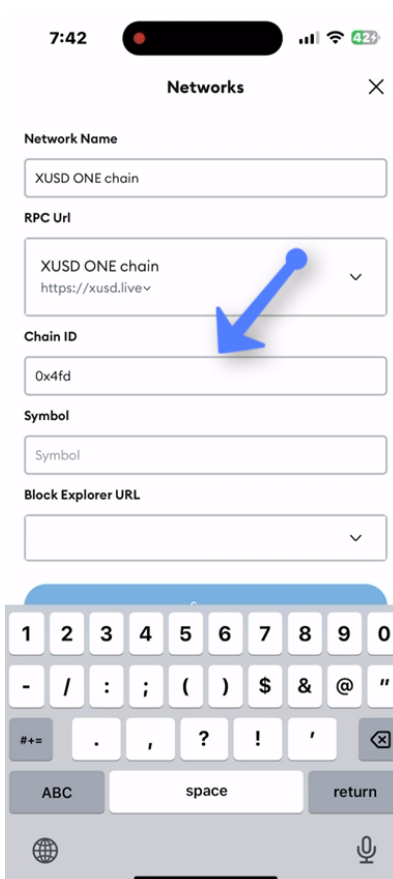 7:42
42
Networks
Network Name
XUSD ONE chain
RPC Url
XUSD ONE chain
https://xusd.live
Chain ID
0x4fd
Symbol
Symbol
Block Explorer URL
1 2 3 4 5 6 7 8 9 0
- / : ; ( ) $ & @ "
#+= . , ? ! '
ABC space return